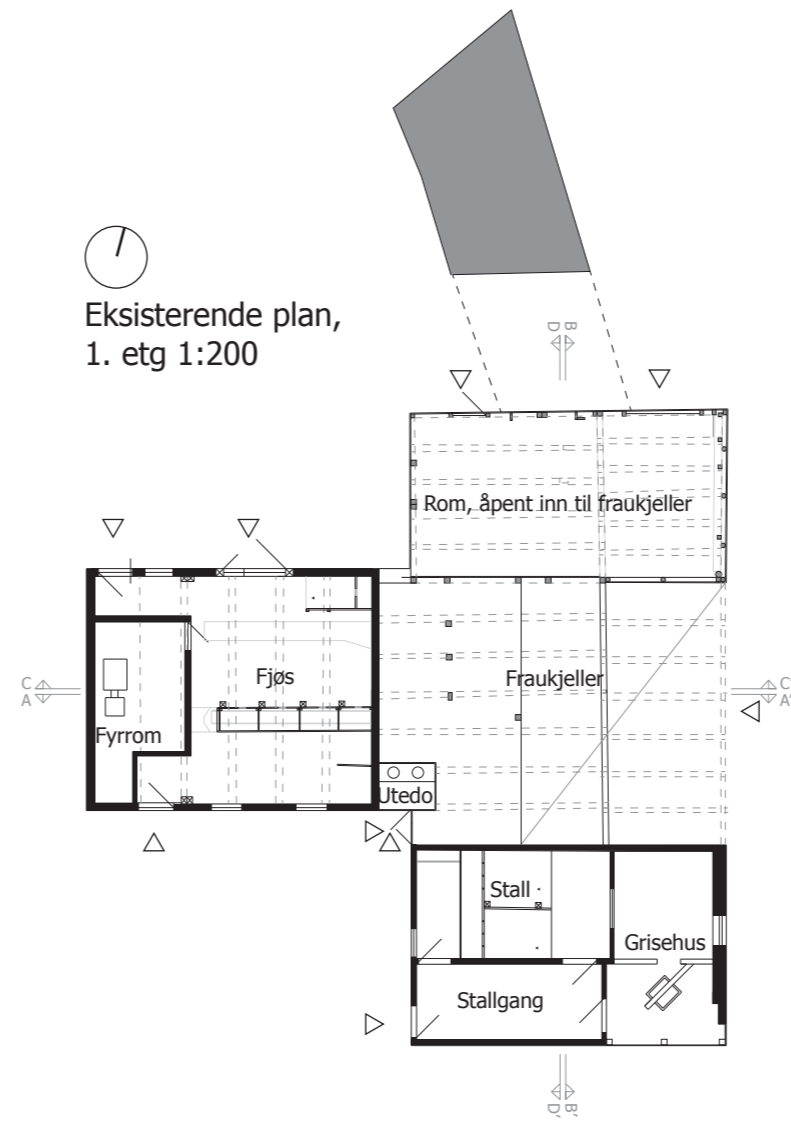 Eksisterende plan,
1. etg 1:200
D B
Rom, åpent inn til fraukjeller
Fjøs
Fraukjeller
C
A
C'
A'
Fyrrom
Utedo
Stall
Grisehus
Stallgang
D' B'